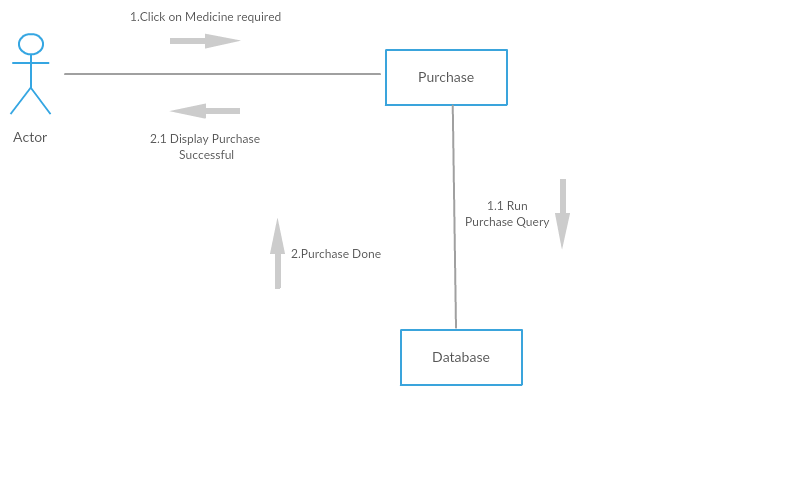 1.Click on Medicine required
Purchase
Actor
2.1 Display Purchase
Successful
1.1 Run
Purchase Query
2.Purchase Done
Database